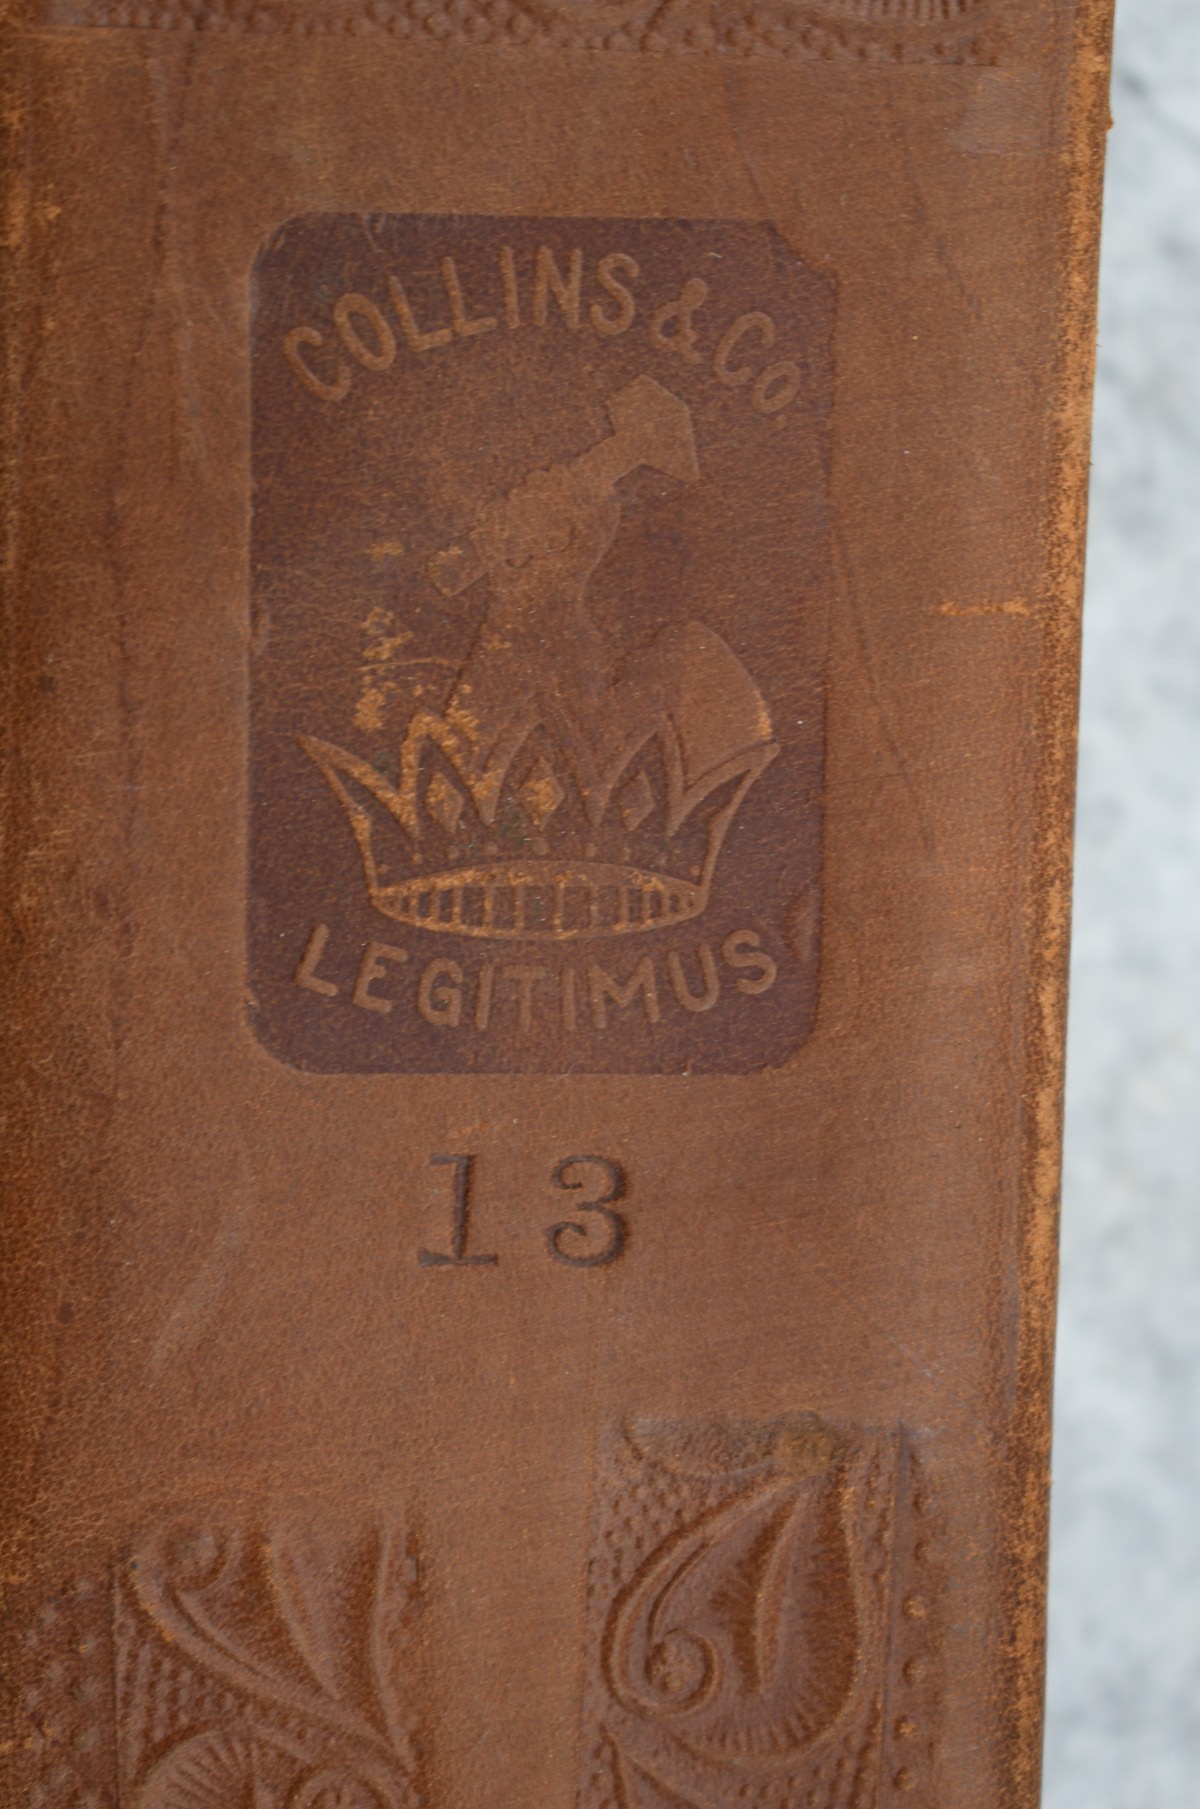 COLLINS & Co.
LEGITIMUS
13